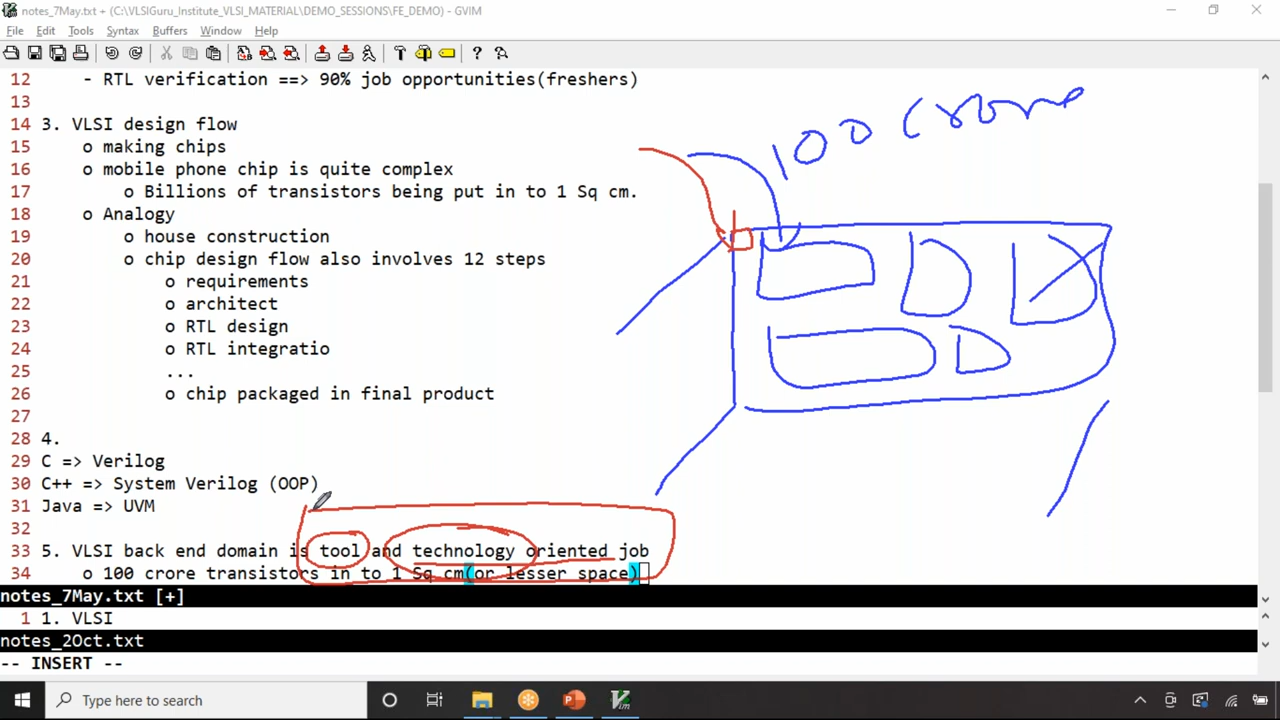 notes_7May.txt + (C:\VLSIGuru_Institute_VLSI_MATERIAL\DEMO_SESSIONS\FE_DEMO) - GVIM
File Edit Tools Syntax Buffers Window Help
12 - RTL verification ==> 90% job opportunities(freshers)
13
14 3. VLSI design flow
15 o making chips
16 o mobile phone chip is quite complex
17 o Billions of transistors being put in to 1 Sq cm.
18 o Analogy
19 o house construction
20 o chip design flow also involves 12 steps
21 o requirements
22 o architect
23 o RTL design
24 o RTL integratio
25 ...
26 o chip packaged in final product
27
28 4.
29 C => Verilog
30 C++ => System Verilog (OOP)
31 Java => UVM
32
33 5. VLSI back end domain is tool and technology oriented job
34 o 100 crore transistors in to 1 Sq cm(or lesser space)
100 Crore
notes_7May.txt [+]
1 1. VLSI
notes_2Oct.txt
-- INSERT --
Type here to search